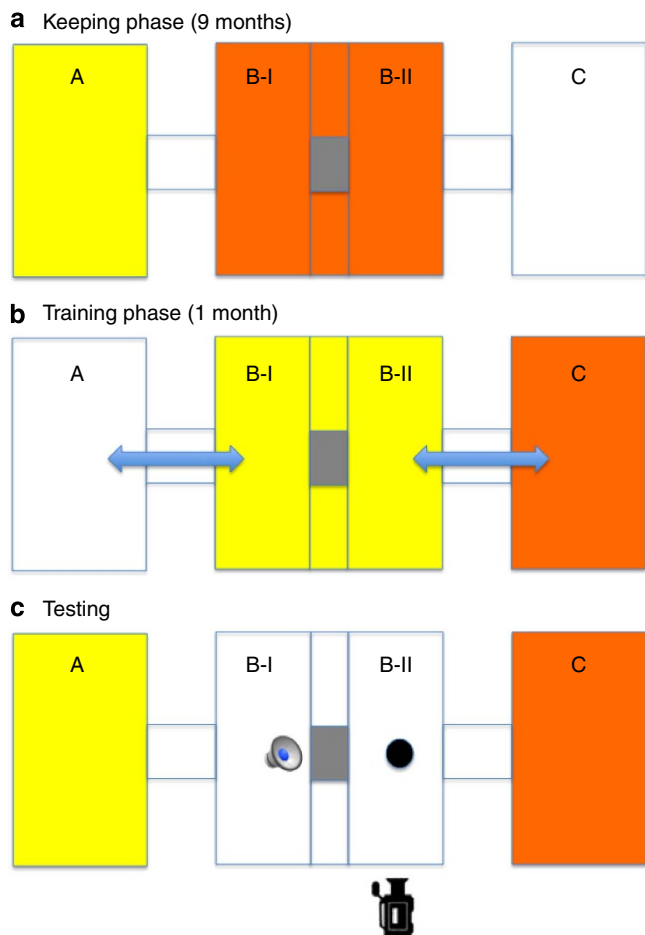 a Keeping phase (9 months)
A B-I B-II C
b Training phase (1 month)
A B-I B-II C
c Testing
A B-I B-II C